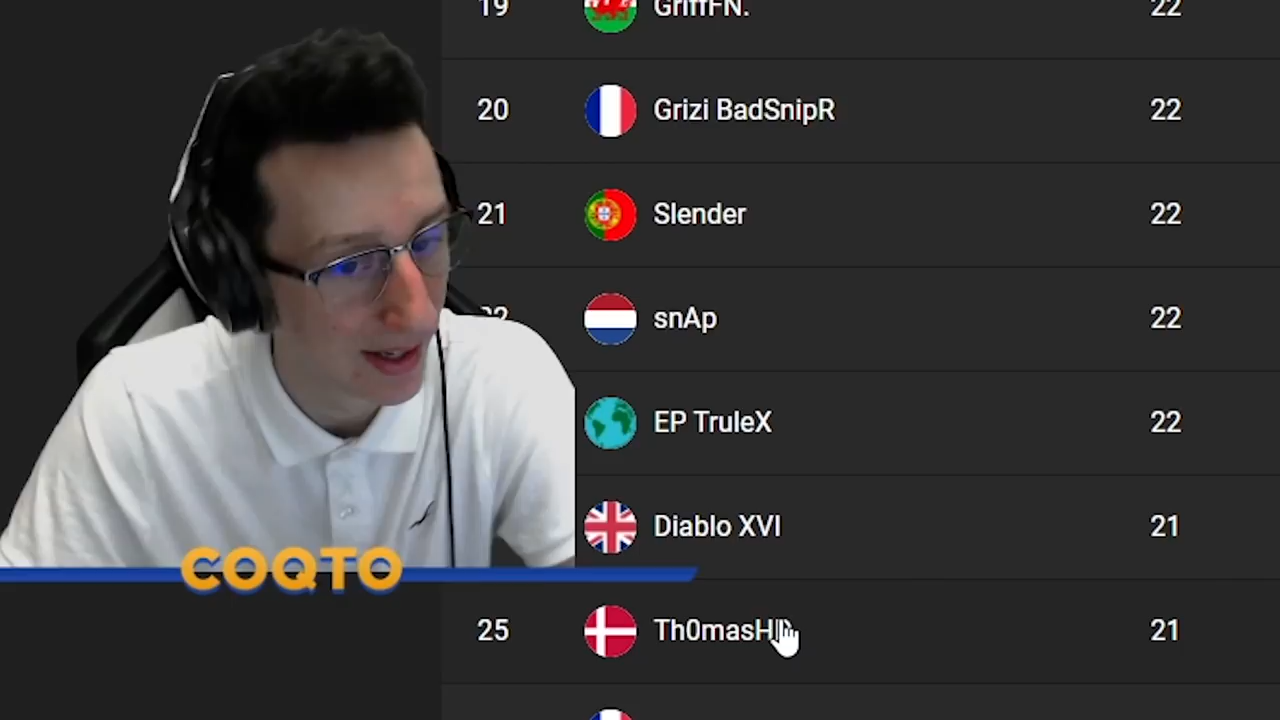 19 GriffFN. 22
20 Grizi BadSnipR 22
21 Slender 22
22 snAp 22
EP TruleX 22
Diablo XVI 21
COQTO
25 Th0masHD 21